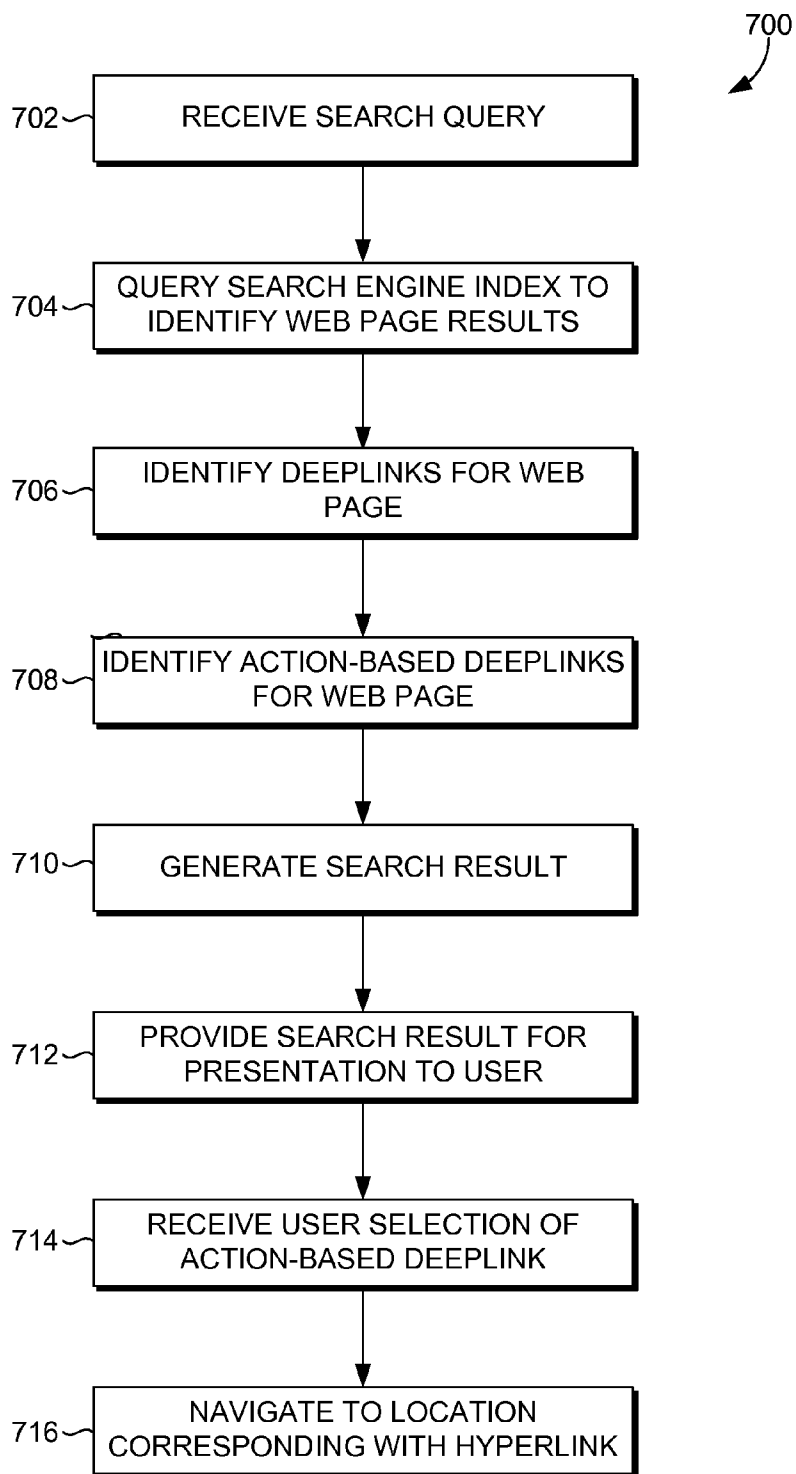 700
702
RECEIVE SEARCH QUERY
704
QUERY SEARCH ENGINE INDEX TO
IDENTIFY WEB PAGE RESULTS
706
IDENTIFY DEEPLINKS FOR WEB
PAGE
708
IDENTIFY ACTION-BASED DEEPLINKS
FOR WEB PAGE
710
GENERATE SEARCH RESULT
712
PROVIDE SEARCH RESULT FOR
PRESENTATION TO USER
714
RECEIVE USER SELECTION OF
ACTION-BASED DEEPLINK
716
NAVIGATE TO LOCATION
CORRESPONDING WITH HYPERLINK